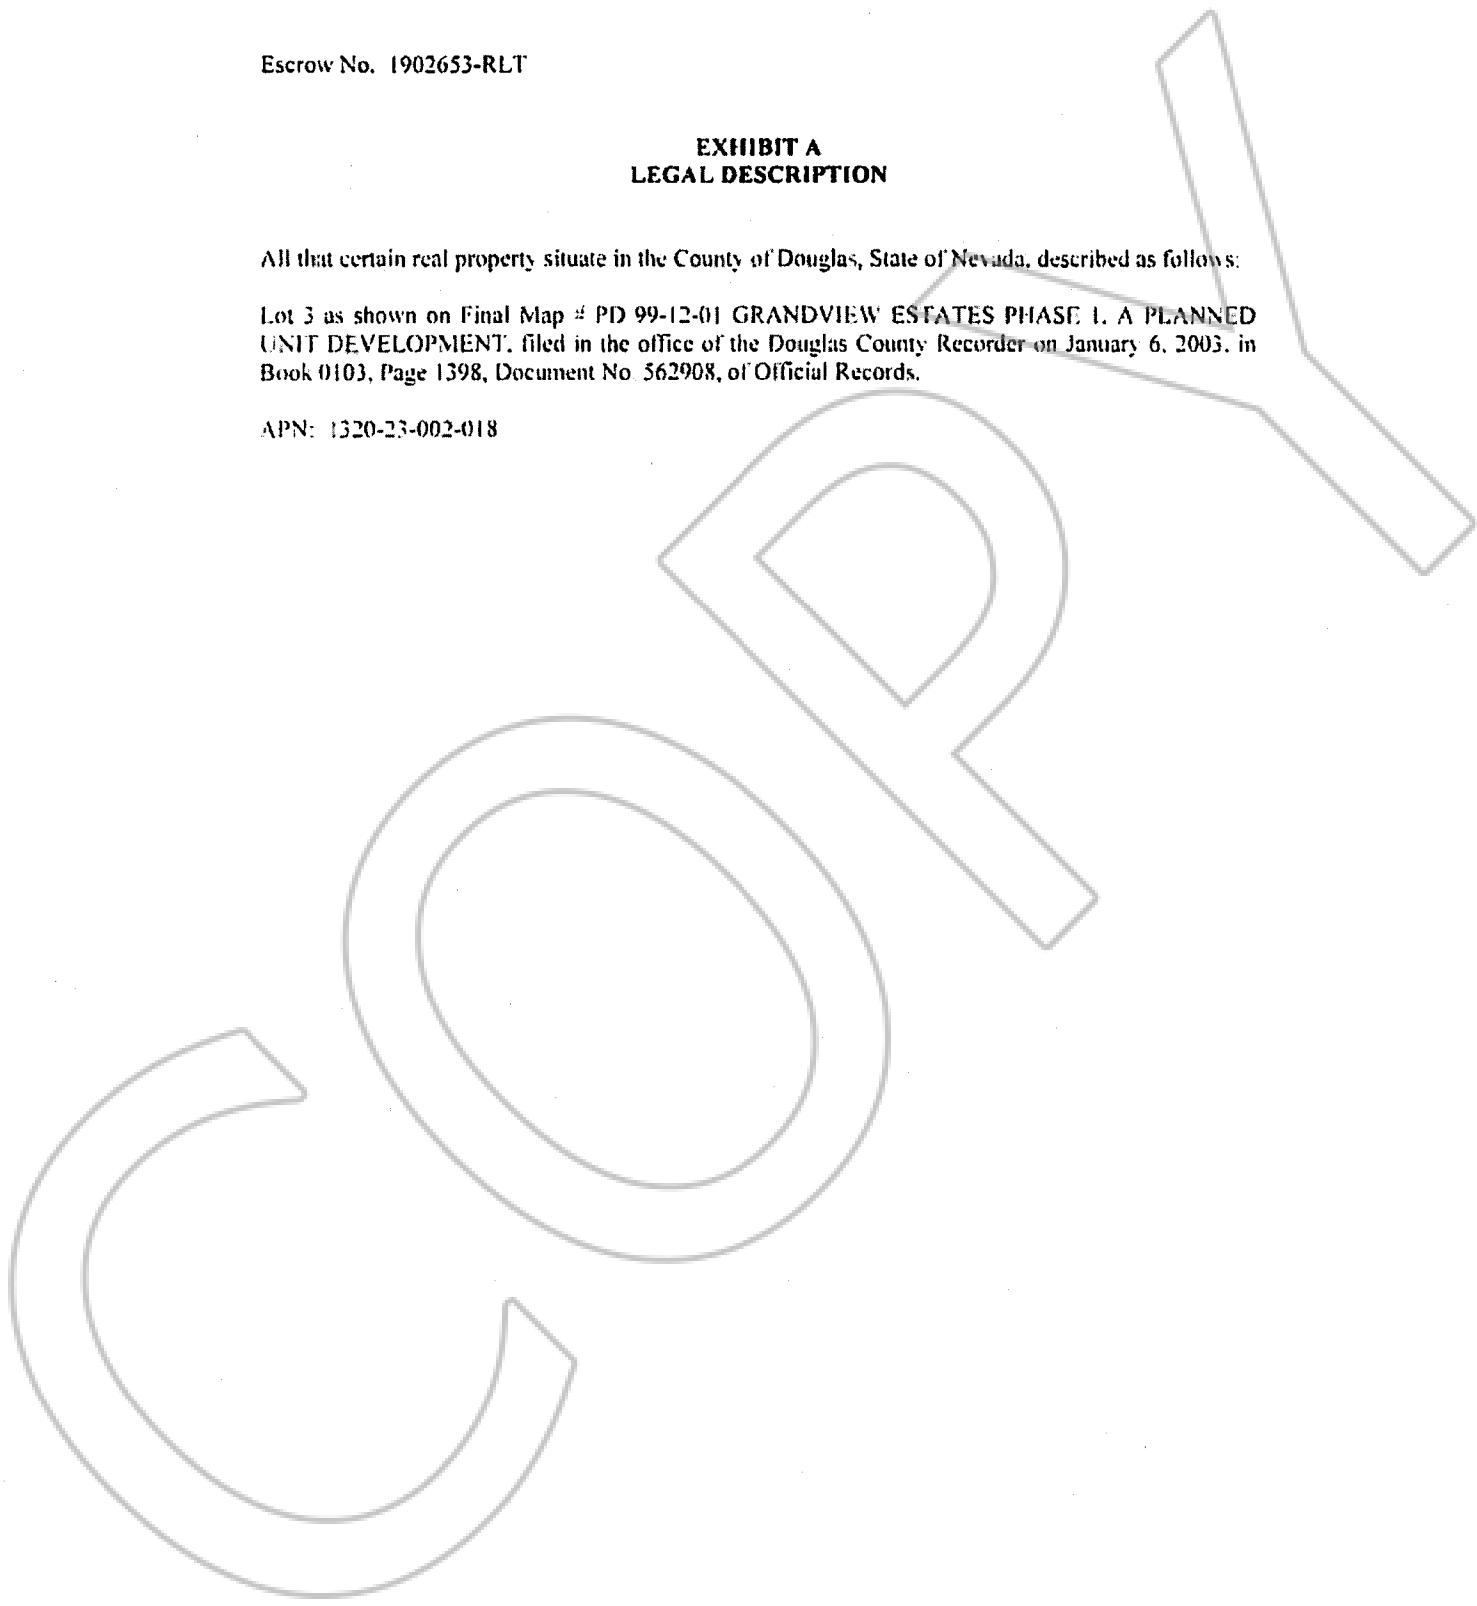 Escrow No. 1902653-RLT
EXHIBIT A
LEGAL DESCRIPTION
All that certain real property situate in the County of Douglas, State of Nevada, described as follows:
Lot 3 as shown on Final Map # PD 99-12-01 GRANDVIEW ESTATES PHASE 1, A PLANNED
UNIT DEVELOPMENT, filed in the office of the Douglas County Recorder on January 6, 2003, in
Book 0103, Page 1398, Document No. 562908, of Official Records.
APN: 1320-23-002-018
COPY